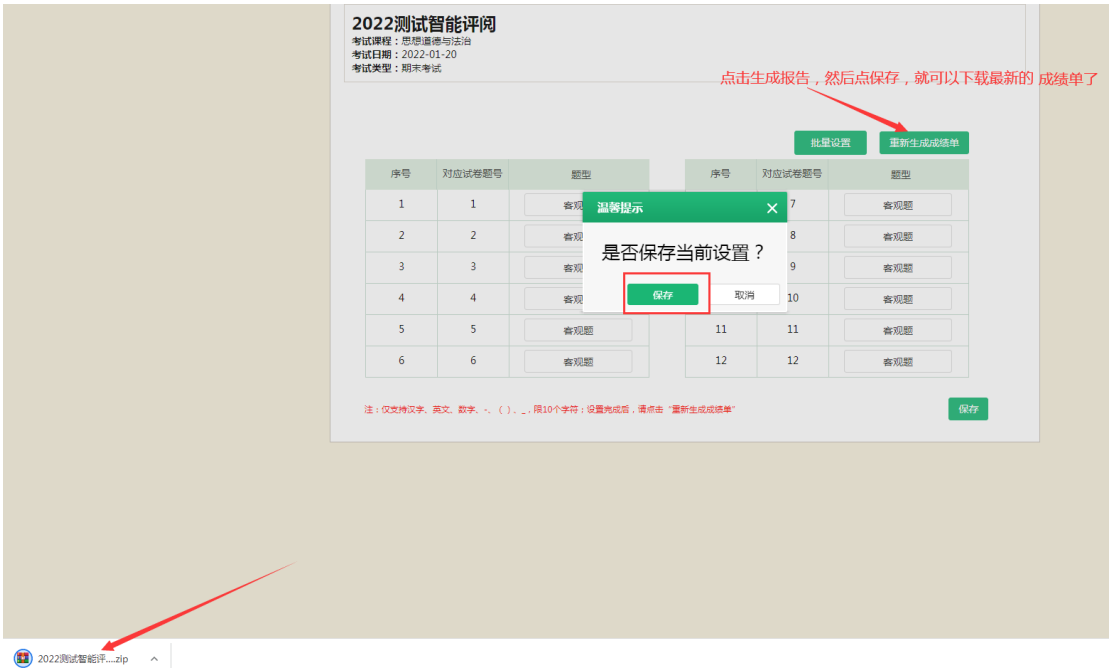 2022测试智能评阅
考试课程：思想道德与法治
考试日期：2022-01-20
考试类型：期末考试
点击生成报告，然后点保存，就可以下载最新的 成绩单了
批量设置 重新生成成绩单
序号 对应试卷题号 题型 序号 对应试卷题号 题型
1 1 客观 7 客观题
2 2 客观 8 客观题
3 3 客观 9 客观题
4 4 客观 10 客观题
5 5 客观题 11 11 客观题
6 6 客观题 12 12 客观题
温馨提示
是否保存当前设置？
保存 取消
注：仅支持汉字、英文、数字、-、（）、_，限10个字符；设置完成后，请点击“重新生成成绩单”
保存
2022测试智能评....zip